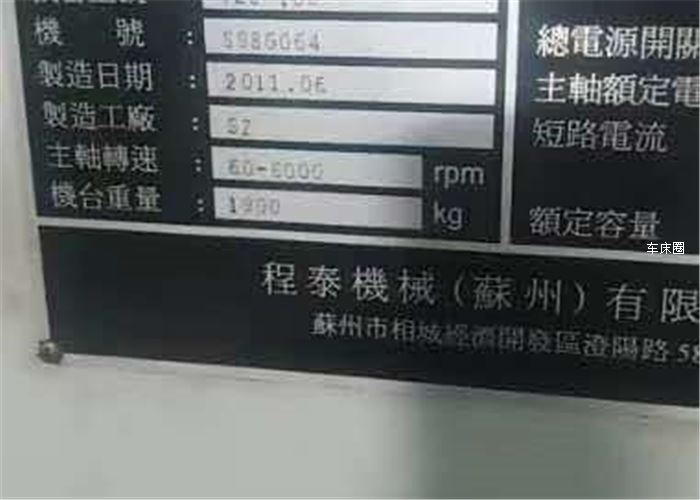 機 號 : S986064
製造日期 : 2011.06
製造工廠 : SZ
主軸轉速 : 60-6000 rpm
機台重量 : 1900 kg
總電源開關
主軸額定電
短路電流
額定容量
车床圈
程泰機械(蘇州)有限
蘇州市相城經濟開發區澄陽路 58